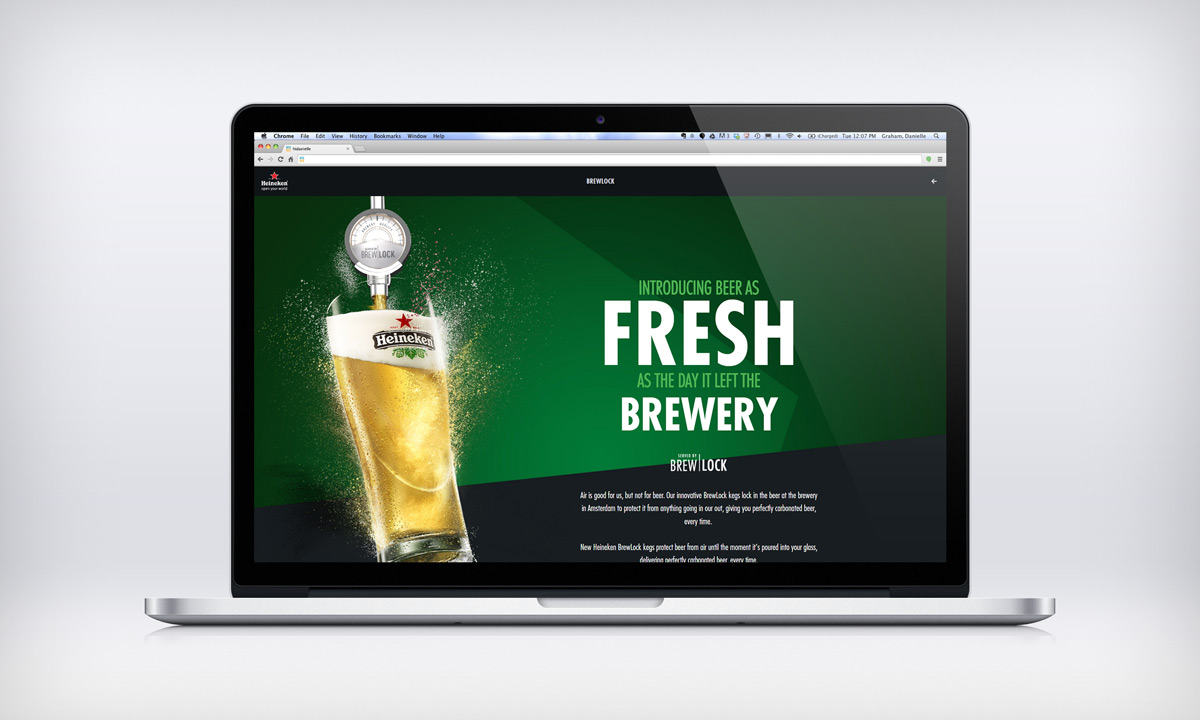 Chrome File Edit View History Bookmarks Window Help
(Charged) Tue 12:07 PM Graham, Danielle
Heineken
open your world
BREWLOCK
BREWERY QUALITY
SERVED BY
BREW LOCK
Heineken
INTRODUCING BEER AS
FRESH
AS THE DAY IT LEFT THE
BREWERY
SERVED BY
BREW LOCK
Air is good for us, but not for beer. Our innovative BrewLock kegs lock in the beer at the brewery
in Amsterdam to protect it from anything going in our out, giving you perfectly carbonated beer,
every time.
New Heineken BrewLock kegs protect beer from air until the moment it's poured into your glass,
delivering perfectly carbonated beer, every time.